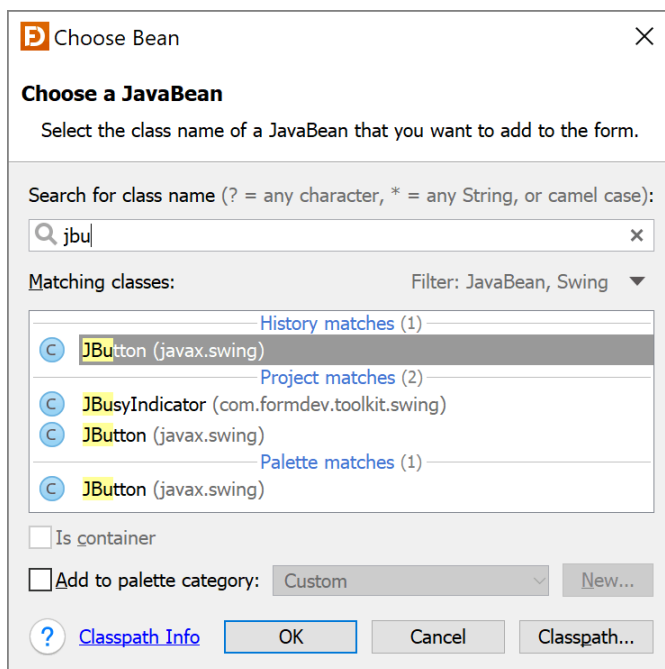 Choose Bean
Choose a JavaBean
Select the class name of a JavaBean that you want to add to the form.
Search for class name (? = any character, * = any String, or camel case):
jbu
Matching classes: Filter: JavaBean, Swing
History matches (1)
C JButton (javax.swing)
Project matches (2)
C JBusyIndicator (com.formdev.toolkit.swing)
C JButton (javax.swing)
Palette matches (1)
C JButton (javax.swing)
Is container
Add to palette category: Custom New...
? Classpath Info OK Cancel Classpath...